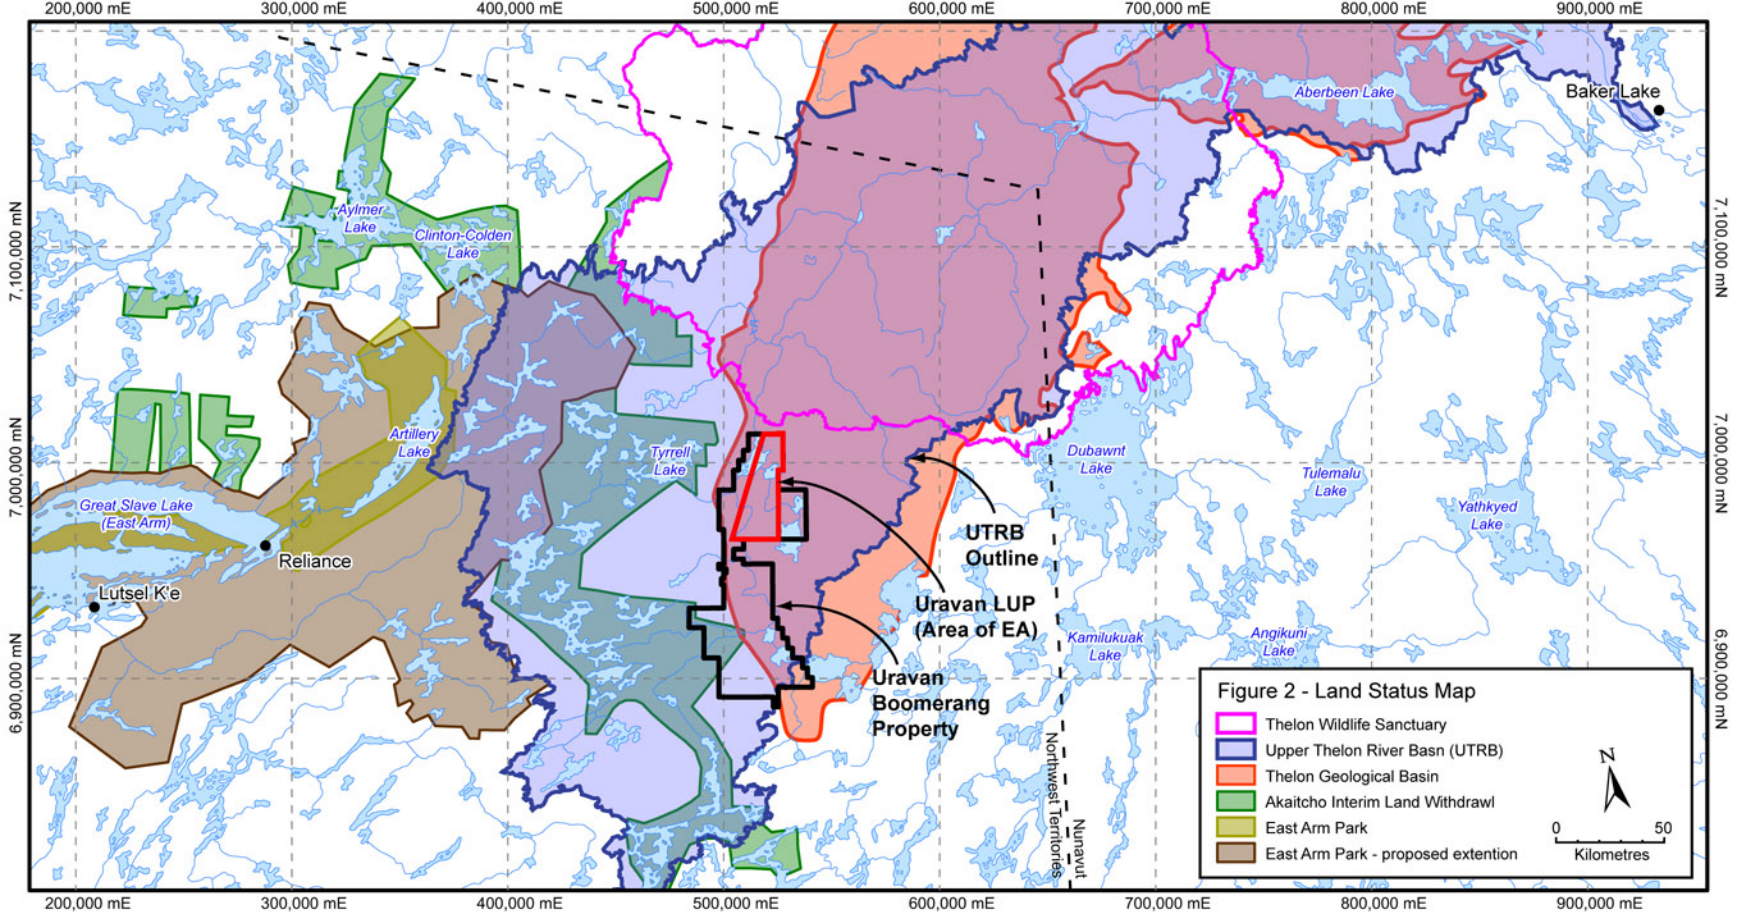 200,000 mE
300,000 mE
400,000 mE
500,000 mE
600,000 mE
700,000 mE
800,000 mE
900,000 mE
Aberbeen Lake
Baker Lake
Aylmer
Lake
Clinton-Colden
Lake
7,100,000 mN
7,100,000 mN
Artillery
Lake
Tyrrell
Lake
Dubawnt
Lake
Tulemalu
Lake
Yathkyed
Lake
7,000,000 mN
7,000,000 mN
Great Slave Lake
(East Arm)
Reliance
Lutsel K'e
UTRB
Outline
Uravan LUP
(Area of EA)
Kamilukuak
Lake
Angikuni
Lake
Uravan
Boomerang
Property
6,900,000 mN
6,900,000 mN
Northwest Territories
Nunavut
Figure 2 - Land Status Map
Thelon Wildlife Sanctuary
Upper Thelon River Basn (UTRB)
Thelon Geological Basin
Akaitcho Interim Land Withdrawl
East Arm Park
East Arm Park - proposed extention
N
0 50
Kilometres
200,000 mE
300,000 mE
400,000 mE
500,000 mE
600,000 mE
700,000 mE
800,000 mE
900,000 mE